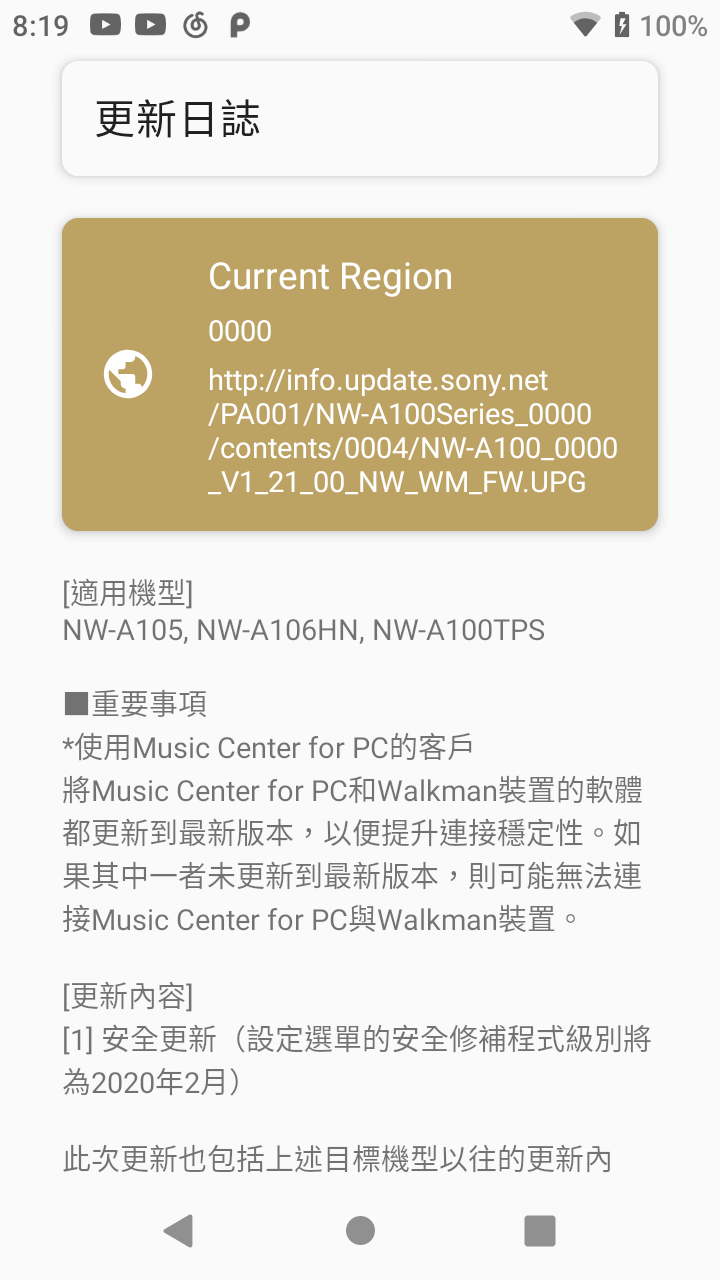 8:19
100%
更新日誌
Current Region
0000
http://info.update.sony.net
/PA001/NW-A100Series_0000
/contents/0004/NW-A100_0000
_V1_21_00_NW_WM_FW.UPG
[適用機型]
NW-A105, NW-A106HN, NW-A100TPS
■重要事項
*使用Music Center for PC的客戶
將Music Center for PC和Walkman裝置的軟體
都更新到最新版本，以便提升連接穩定性。如
果其中一者未更新到最新版本，則可能無法連
接Music Center for PC與Walkman裝置。
[更新內容]
[1] 安全更新（設定選單的安全修補程式級別將
為2020年2月）
此次更新也包括上述目標機型以往的更新內